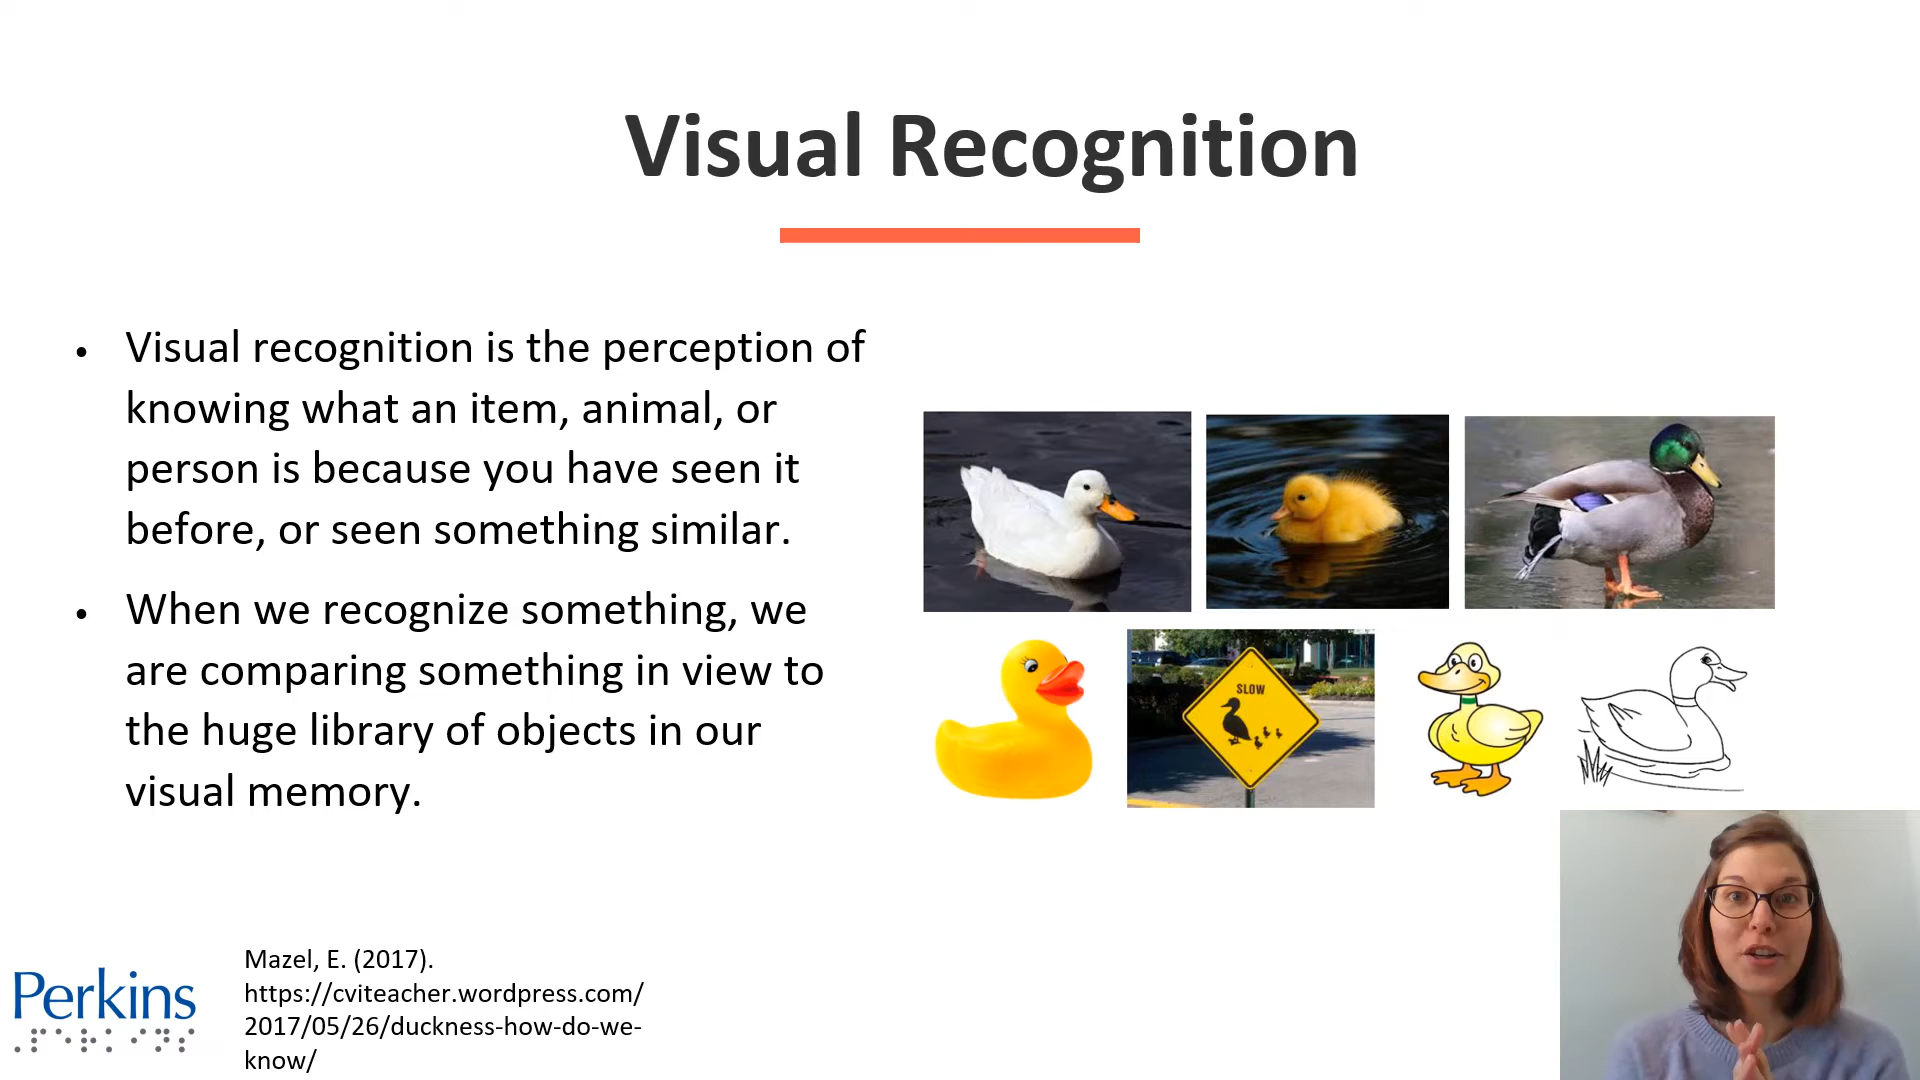 Visual Recognition
• Visual recognition is the perception of
knowing what an item, animal, or
person is because you have seen it
before, or seen something similar.
• When we recognize something, we
are comparing something in view to
the huge library of objects in our
visual memory.
SLOW
Perkins
⠠⠏⠑⠗⠅⠊⠝⠎
Mazel, E. (2017).
https://cviteacher.wordpress.com/
2017/05/26/duckness-how-do-we-
know/